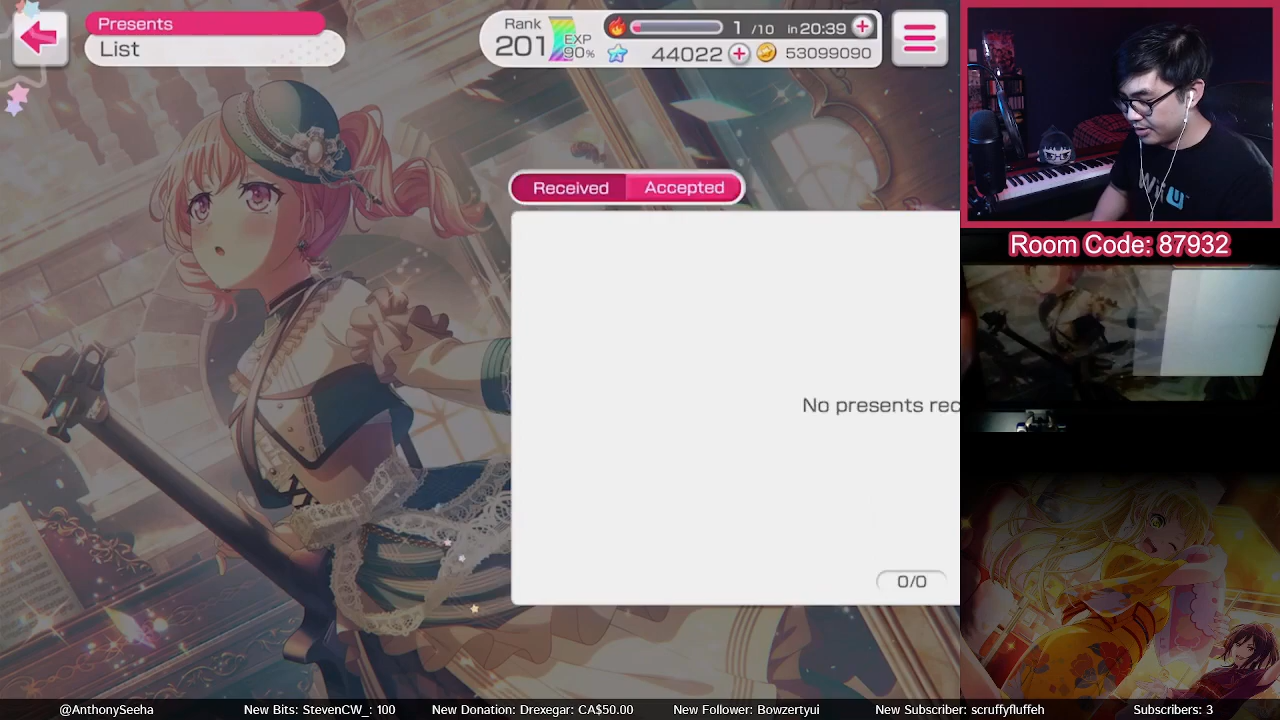 Presents
List
Rank
201
EXP
90%
1 /10 in 20:39
44022
53099090
Received
Accepted
No presents rec
0/0
Wii U
Room Code: 87932
@AnthonySeeha
New Bits: StevenCW_: 100
New Donation: Drexegar: CA$50.00
New Follower: Bowzertyui
New Subscriber: scruffyfluffeh
Subscribers: 3